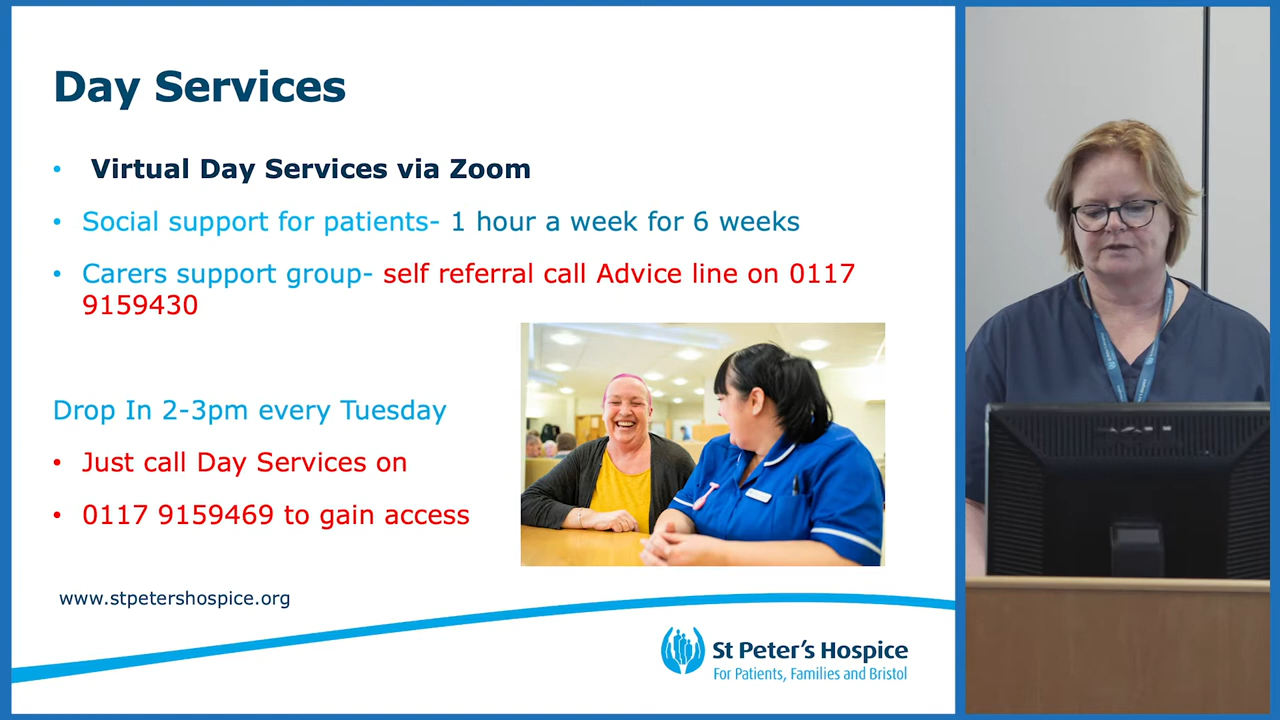 Day Services
Virtual Day Services via Zoom
Social support for patients- 1 hour a week for 6 weeks
Carers support group- self referral call Advice line on 0117
9159430
Drop In 2-3pm every Tuesday
Just call Day Services on
0117 9159469 to gain access
www.stpetershospice.org
St Peter's Hospice
For Patients, Families and Bristol